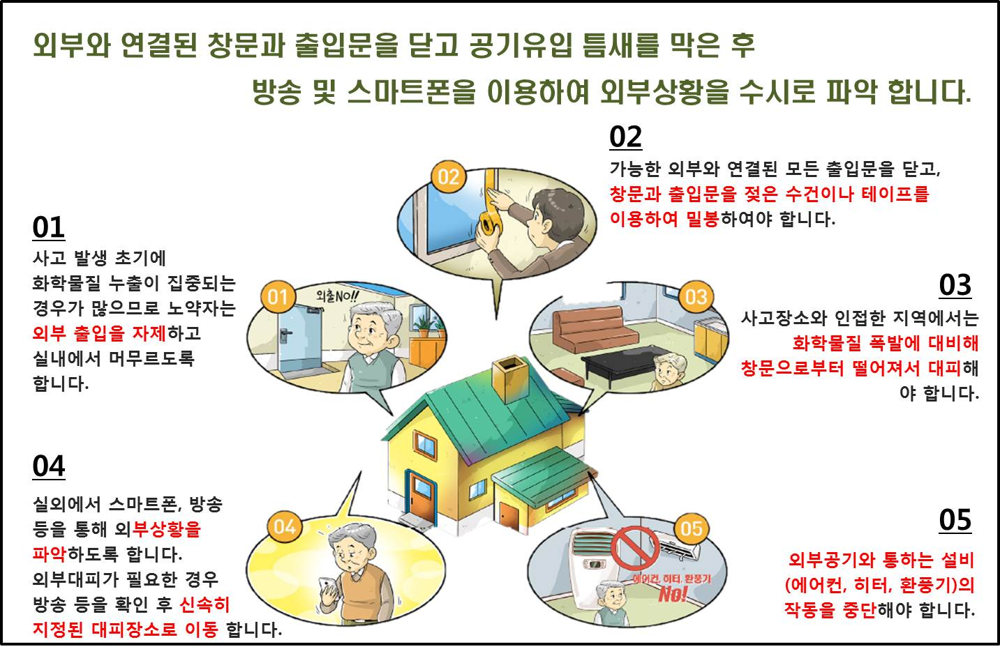 외부와 연결된 창문과 출입문을 닫고 공기유입 틈새를 막은 후
방송 및 스마트폰을 이용하여 외부상황을 수시로 파악 합니다.
01
사고 발생 초기에
화학물질 누출이 집중되는
경우가 많으므로 노약자는
외부 출입을 자제하고
실내에서 머무르도록
합니다.
02
가능한 외부와 연결된 모든 출입문을 닫고,
창문과 출입문을 젖은 수건이나 테이프를
이용하여 밀봉하여야 합니다.
03
사고장소와 인접한 지역에서는
화학물질 폭발에 대비해
창문으로부터 떨어져서 대피해
야 합니다.
04
실외에서 스마트폰, 방송
등을 통해 외부상황을
파악하도록 합니다.
외부대피가 필요한 경우
방송 등을 확인 후 신속히
지정된 대피장소로 이동 합니다.
05
외부공기와 통하는 설비
(에어컨, 히터, 환풍기)의
작동을 중단해야 합니다.
02
01
외출NO!!
03
04
05
에어컨, 히터, 환풍기
No!